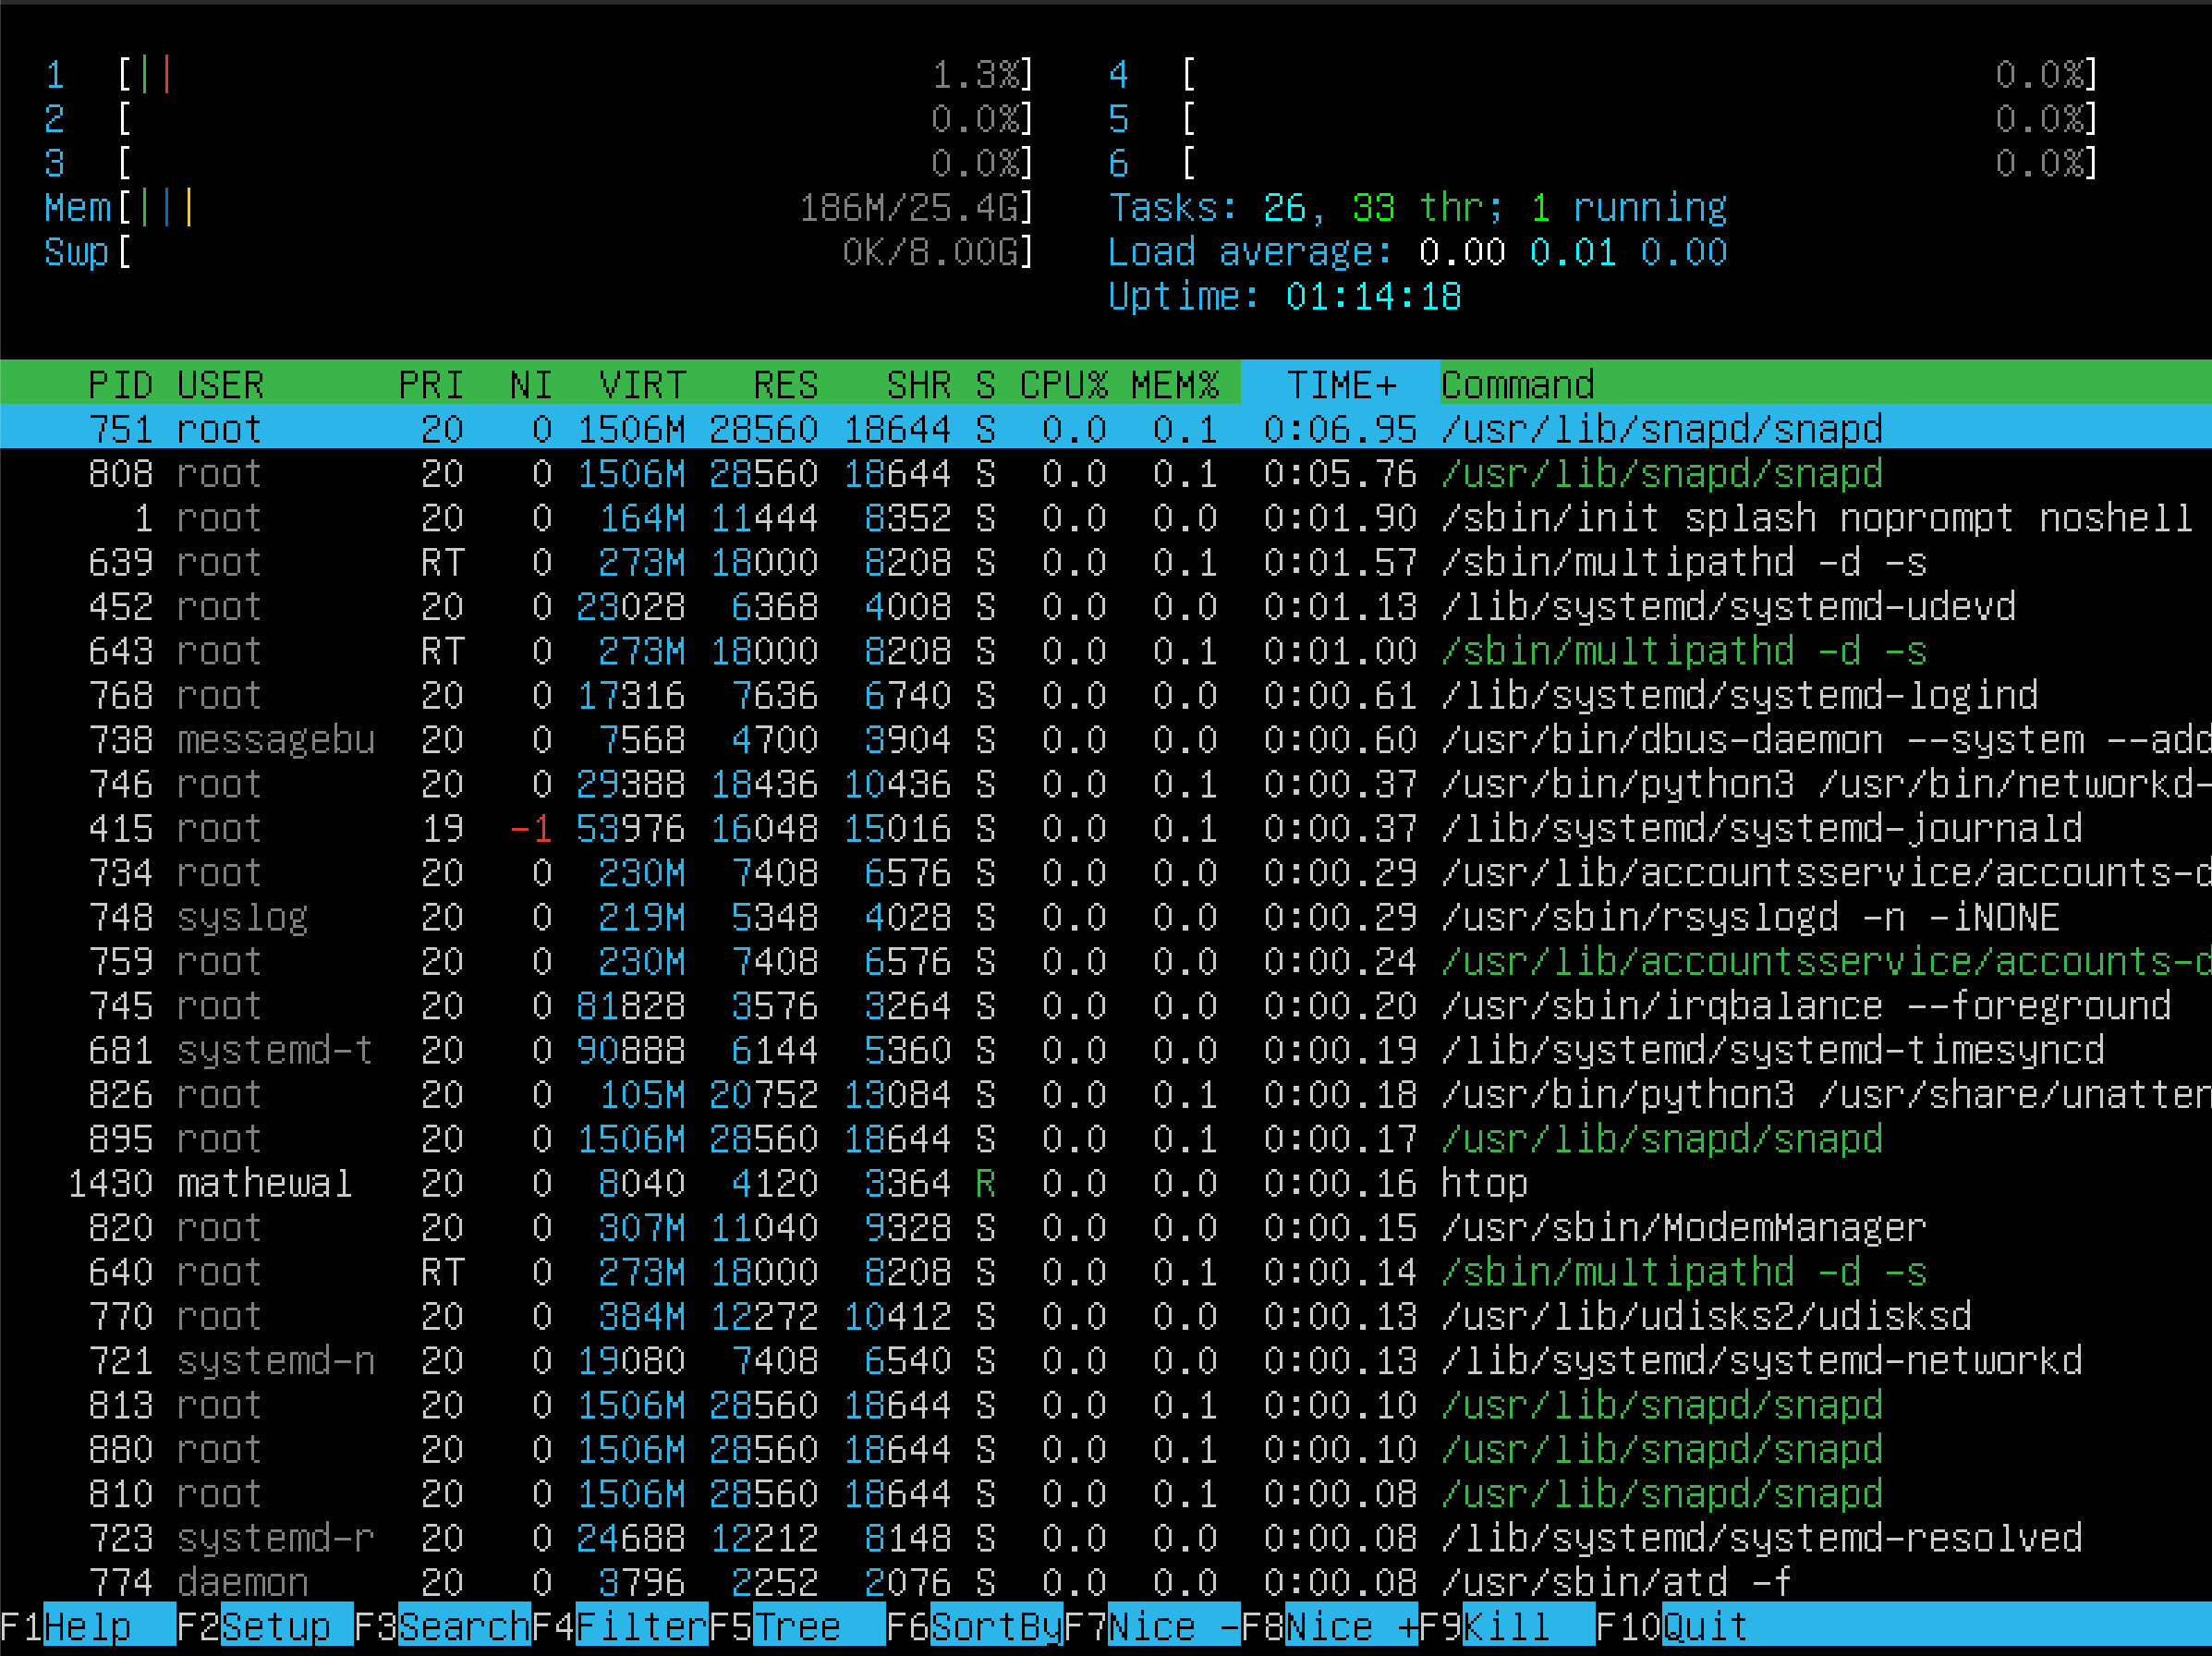 1 [|| 1.3%] 4 [ 0.0%]
2 [ 0.0%] 5 [ 0.0%]
3 [ 0.0%] 6 [ 0.0%]
Mem[||| 186M/25.4G] Tasks: 26, 33 thr; 1 running
Swp[ 0K/8.00G] Load average: 0.00 0.01 0.00
Uptime: 01:14:18
PID USER PRI NI VIRT RES SHR S CPU% MEM% TIME+ Command
751 root 20 0 1506M 28560 18644 S 0.0 0.1 0:06.95 /usr/lib/snapd/snapd
808 root 20 0 1506M 28560 18644 S 0.0 0.1 0:05.76 /usr/lib/snapd/snapd
1 root 20 0 164M 11444 8352 S 0.0 0.0 0:01.90 /sbin/init splash noprompt noshell
639 root RT 0 273M 18000 8208 S 0.0 0.1 0:01.57 /sbin/multipathd -d -s
452 root 20 0 23028 6368 4008 S 0.0 0.0 0:01.13 /lib/systemd/systemd-udevd
643 root RT 0 273M 18000 8208 S 0.0 0.1 0:01.00 /sbin/multipathd -d -s
768 root 20 0 17316 7636 6740 S 0.0 0.0 0:00.61 /lib/systemd/systemd-logind
738 messagebu 20 0 7568 4700 3904 S 0.0 0.0 0:00.60 /usr/bin/dbus-daemon --system --add
746 root 20 0 29388 18436 10436 S 0.0 0.1 0:00.37 /usr/bin/python3 /usr/bin/networkd-
415 root 19 -1 53976 16048 15016 S 0.0 0.1 0:00.37 /lib/systemd/systemd-journald
734 root 20 0 230M 7408 6576 S 0.0 0.0 0:00.29 /usr/lib/accountsservice/accounts-d
748 syslog 20 0 219M 5348 4028 S 0.0 0.0 0:00.29 /usr/sbin/rsyslogd -n -iNONE
759 root 20 0 230M 7408 6576 S 0.0 0.0 0:00.24 /usr/lib/accountsservice/accounts-d
745 root 20 0 81828 3576 3264 S 0.0 0.0 0:00.20 /usr/sbin/irqbalance --foreground
681 systemd-t 20 0 90888 6144 5360 S 0.0 0.0 0:00.19 /lib/systemd/systemd-timesyncd
826 root 20 0 105M 20752 13084 S 0.0 0.1 0:00.18 /usr/bin/python3 /usr/share/unatten
895 root 20 0 1506M 28560 18644 S 0.0 0.1 0:00.17 /usr/lib/snapd/snapd
1430 mathewal 20 0 8040 4120 3364 R 0.0 0.0 0:00.16 htop
820 root 20 0 307M 11040 9328 S 0.0 0.0 0:00.15 /usr/sbin/ModemManager
640 root RT 0 273M 18000 8208 S 0.0 0.1 0:00.14 /sbin/multipathd -d -s
770 root 20 0 384M 12272 10412 S 0.0 0.0 0:00.13 /usr/lib/udisks2/udisksd
721 systemd-n 20 0 19080 7408 6540 S 0.0 0.0 0:00.13 /lib/systemd/systemd-networkd
813 root 20 0 1506M 28560 18644 S 0.0 0.1 0:00.10 /usr/lib/snapd/snapd
880 root 20 0 1506M 28560 18644 S 0.0 0.1 0:00.10 /usr/lib/snapd/snapd
810 root 20 0 1506M 28560 18644 S 0.0 0.1 0:00.08 /usr/lib/snapd/snapd
723 systemd-r 20 0 24688 12212 8148 S 0.0 0.0 0:00.08 /lib/systemd/systemd-resolved
774 daemon 20 0 3796 2252 2076 S 0.0 0.0 0:00.08 /usr/sbin/atd -f
F1Help F2Setup F3SearchF4FilterF5Tree F6SortByF7Nice -F8Nice +F9Kill F10Quit